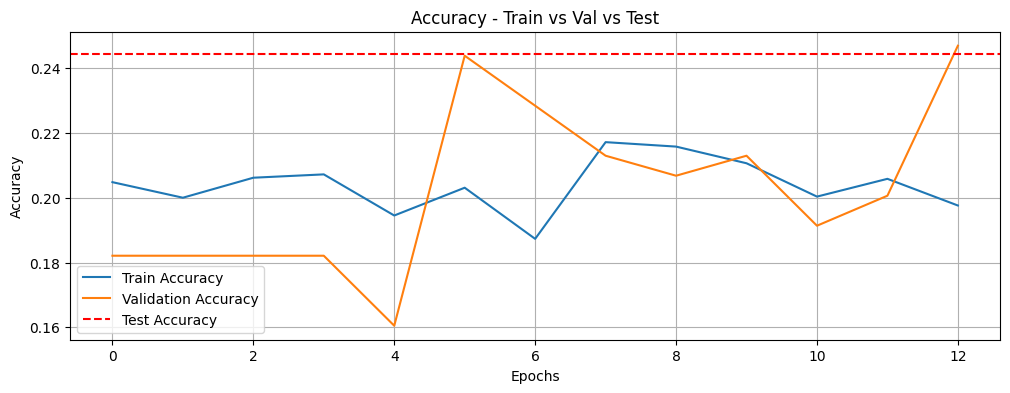 Accuracy - Train vs Val vs Test
Accuracy
0.24
0.22
0.20
0.18
0.16
Train Accuracy
Validation Accuracy
Test Accuracy
0 2 4 6 8 10 12
Epochs